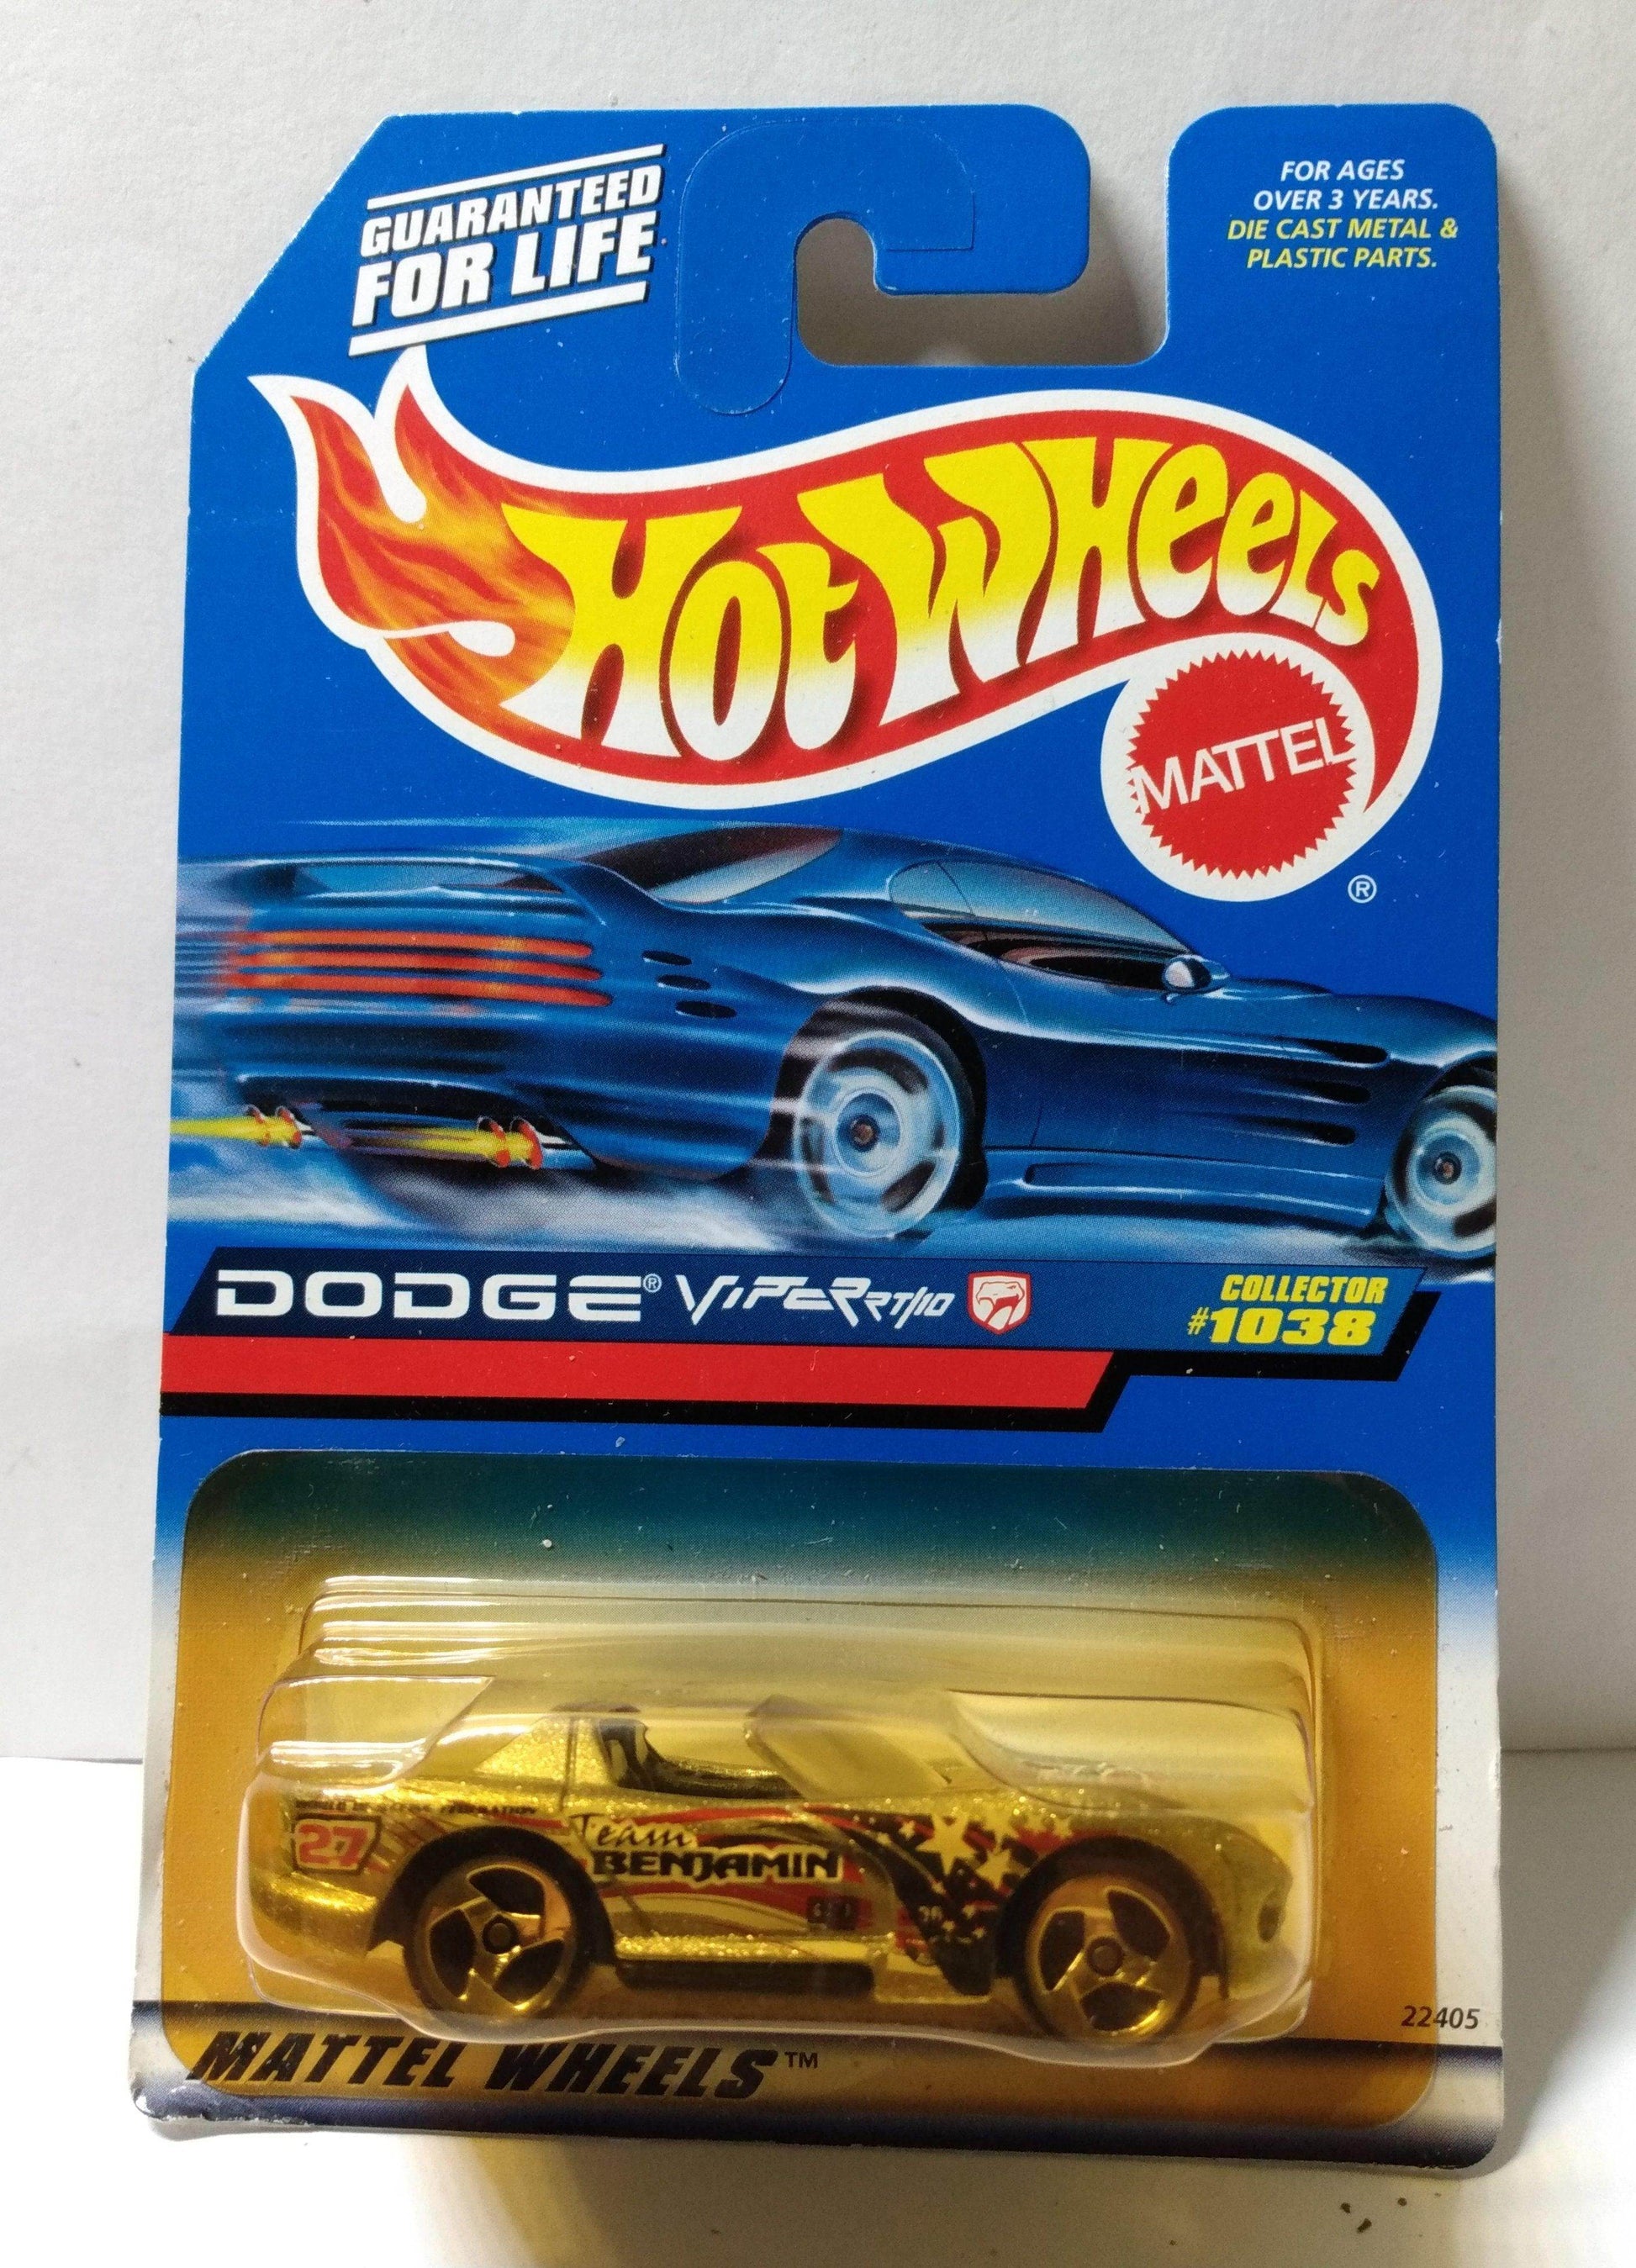 GUARANTEED
FOR LIFE
FOR AGES
OVER 3 YEARS.
DIE CAST METAL &
PLASTIC PARTS.
HOT WHEELS
MATTEL
®
DODGE® VIPER RT/10
COLLECTOR
#1038
27
Team
BENJAMIN
22405
MATTEL WHEELS™